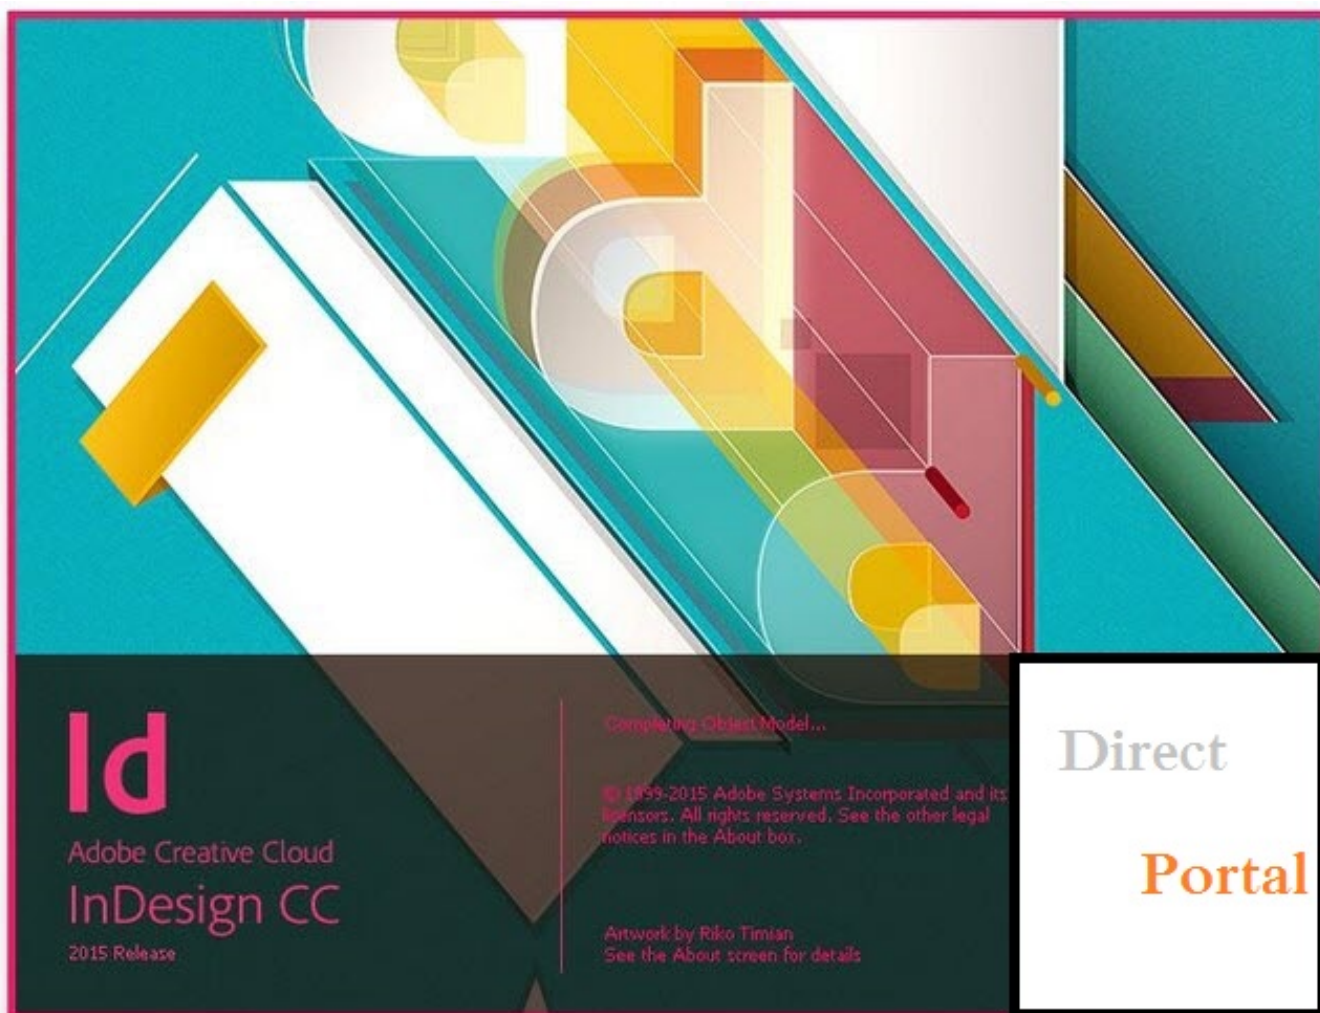 Id
Adobe Creative Cloud
InDesign CC
2015 Release
Completing Object Model...
© 1999-2015 Adobe Systems Incorporated and its
licensors. All rights reserved. See the other legal
notices in the About box.
Artwork by Riko Timian
See the About screen for details
Direct
Portal